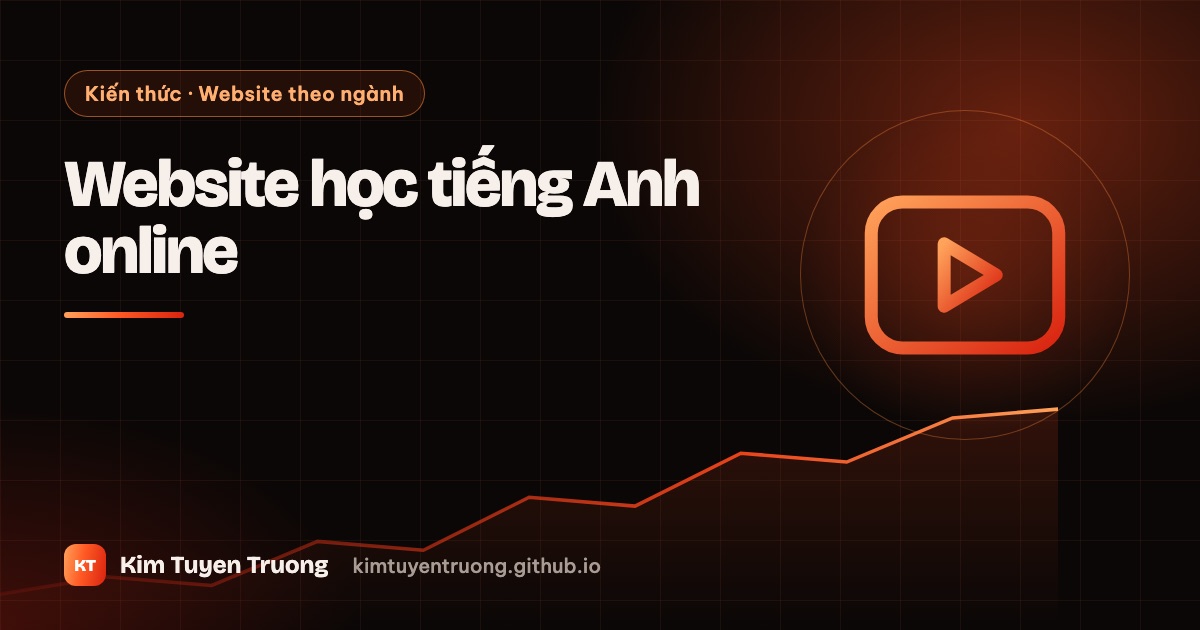 Kiến thức · Website theo ngành
Website học tiếng Anh
online
KT Kim Tuyen Truong kimtuyentruong.github.io